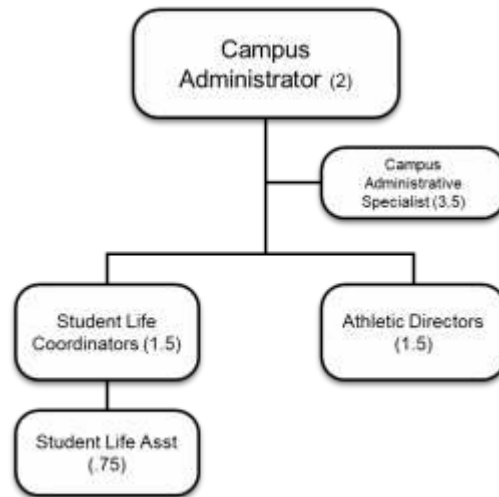 Campus
Administrator (2)
Campus
Administrative
Specialist (3.5)
Student Life
Coordinators (1.5)
Athletic Directors
(1.5)
Student Life Asst
(.75)